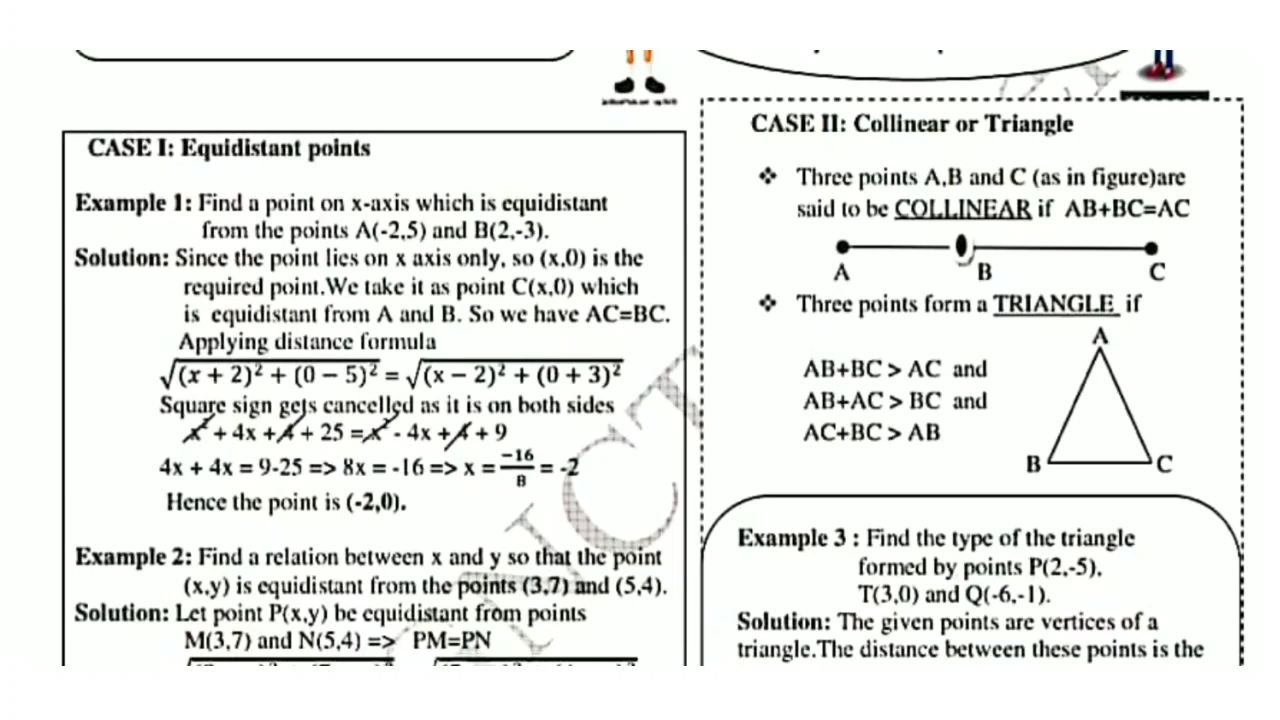 CASE I: Equidistant points
Example 1: Find a point on x-axis which is equidistant
from the points A(-2,5) and B(2,-3).
Solution: Since the point lies on x axis only, so (x,0) is the
required point.We take it as point C(x,0) which
is equidistant from A and B. So we have AC=BC.
Applying distance formula
√(x + 2)² + (0 − 5)² = √(x − 2)² + (0 + 3)²
Square sign gets cancelled as it is on both sides
x² + 4x + 4 + 25 = x² - 4x + 4 + 9
4x + 4x = 9-25 => 8x = -16 => x = −16/8 = -2
Hence the point is (-2,0).
Example 2: Find a relation between x and y so that the point
(x,y) is equidistant from the points (3,7) and (5,4).
Solution: Let point P(x,y) be equidistant from points
M(3,7) and N(5,4) => PM=PN
CASE II: Collinear or Triangle
❖ Three points A,B and C (as in figure)are
said to be COLLINEAR if AB+BC=AC
A B C
❖ Three points form a TRIANGLE if
A
AB+BC > AC and
AB+AC > BC and
AC+BC > AB
B C
Example 3 : Find the type of the triangle
formed by points P(2,-5),
T(3,0) and Q(-6,-1).
Solution: The given points are vertices of a
triangle.The distance between these points is the